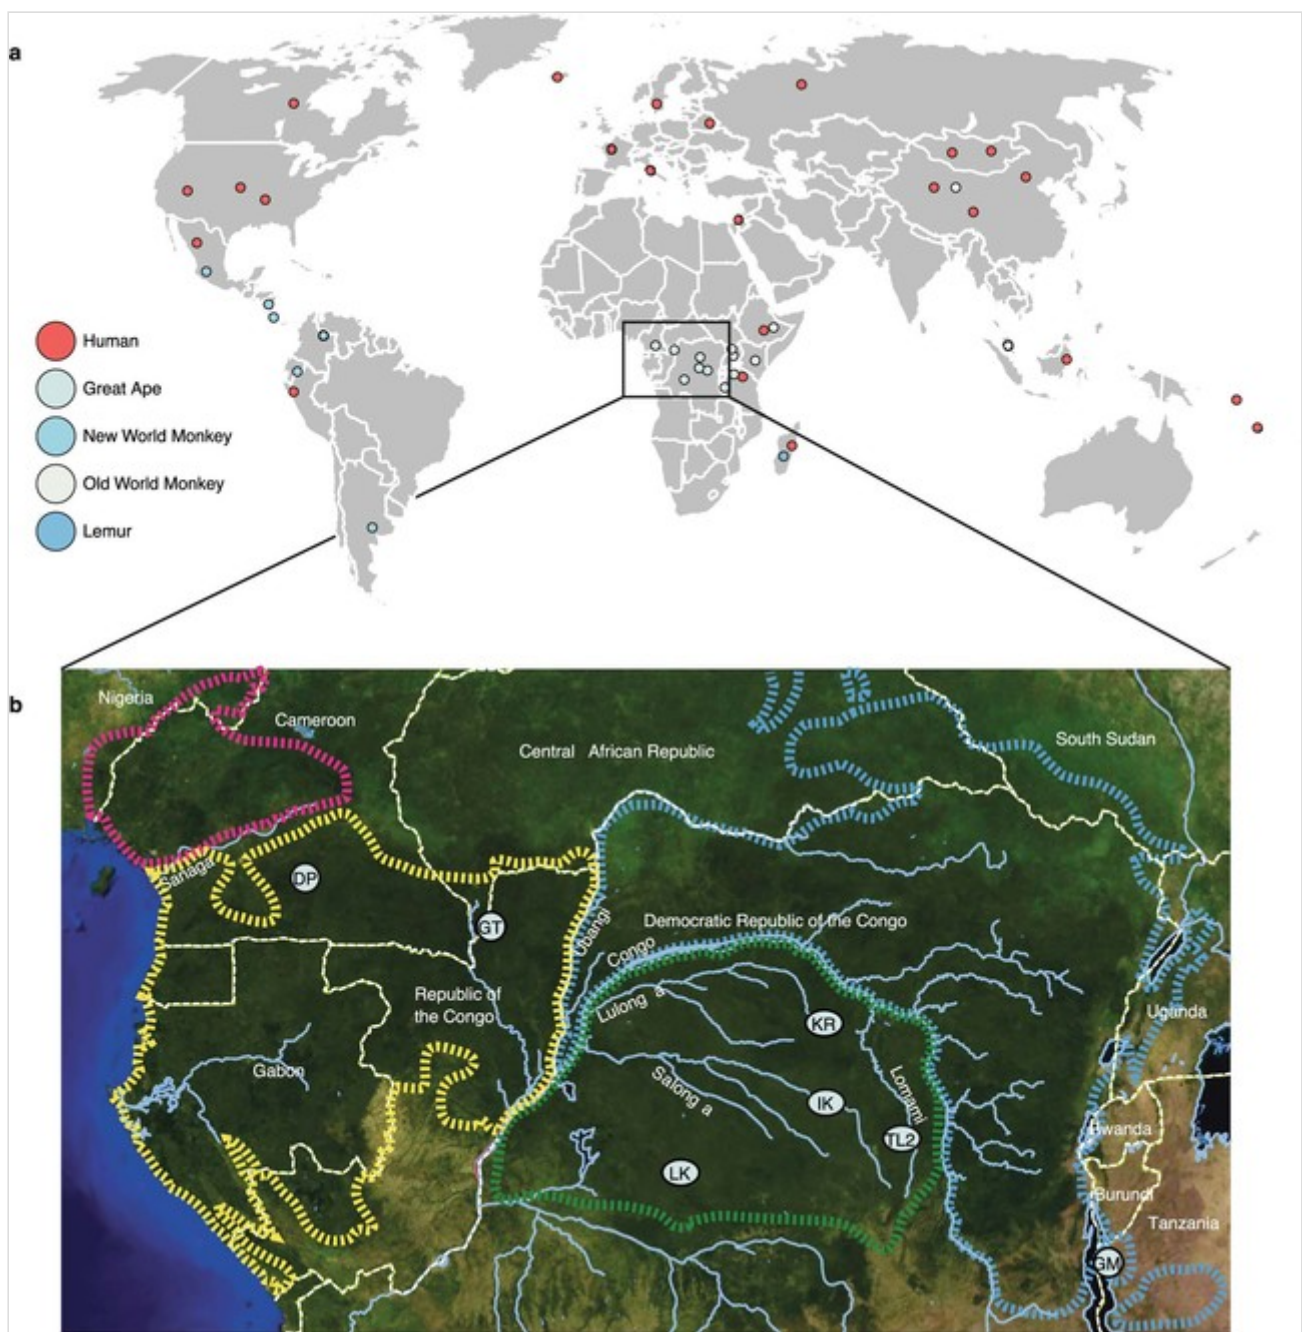 a
Human
Great Ape
New World Monkey
Old World Monkey
Lemur
b
Nigeria
Cameroon
Central African Republic
South Sudan
Sanaga
DP
GT
Ubangi
Democratic Republic of the Congo
Congo
Lulong a
Republic of
the Congo
KR
Uganda
Gabon
Salong a
IK
Lomami
TL2
Rwanda
LK
Burundi
Tanzania
GM